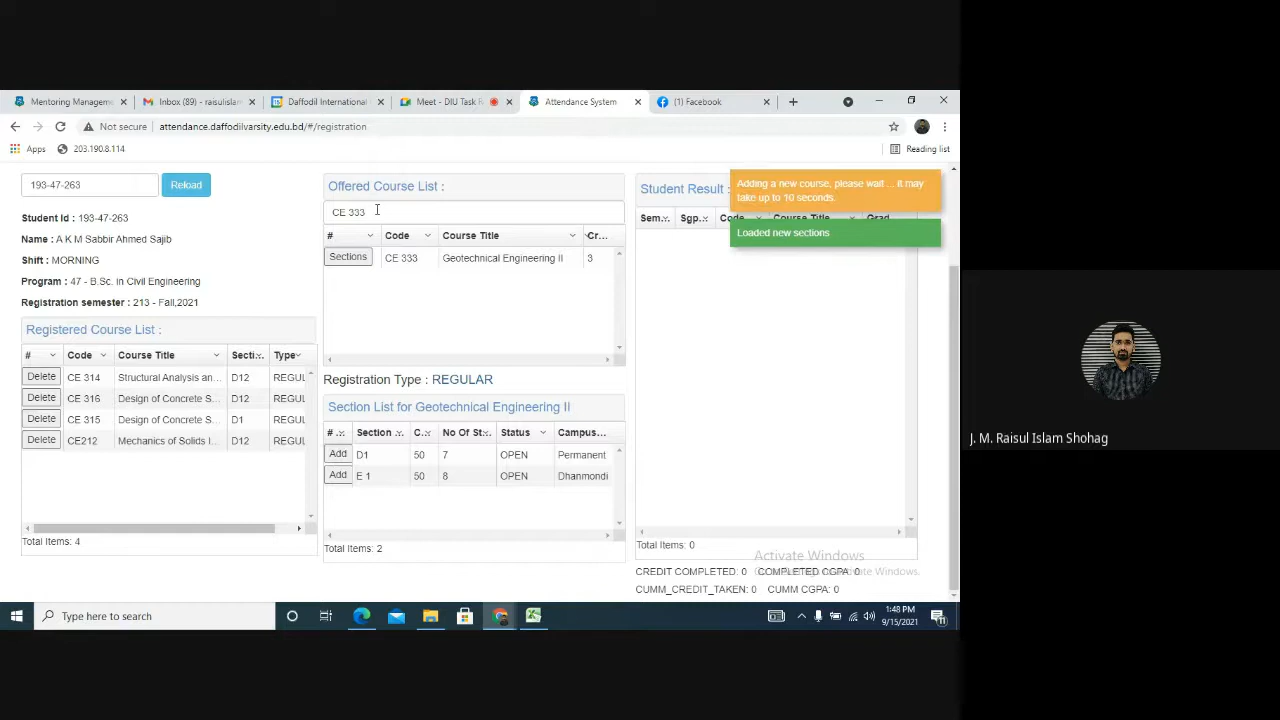 Mentoring Manageme
Inbox (89) - raisulislam
Daffodil International
Meet - DIU Task R
Attendance System
(1) Facebook
Not secure
attendance.daffodilvarsity.edu.bd/#/registration
Apps
203.190.8.114
Reading list
193-47-263
Reload
Student Id : 193-47-263
Name : A K M Sabbir Ahmed Sajib
Shift : MORNING
Program : 47 - B.Sc. in Civil Engineering
Registration semester : 213 - Fall,2021
Registered Course List :
# Code Course Title Secti... Type
Delete CE 314 Structural Analysis an... D12 REGUL
Delete CE 316 Design of Concrete S... D12 REGUL
Delete CE 315 Design of Concrete S... D1 REGUL
Delete CE212 Mechanics of Solids I... D12 REGUL
Total Items: 4
Offered Course List :
CE 333
# Code Course Title Cr...
Sections CE 333 Geotechnical Engineering II 3
Registration Type : REGULAR
Section List for Geotechnical Engineering II
# ... Section ... C... No Of St... Status Campus...
Add D1 50 7 OPEN Permanent
Add E 1 50 8 OPEN Dhanmondi
Total Items: 2
Student Result
Adding a new course, please wait ... it may
take up to 10 seconds.
Sem... Sgp... Code Course Title Grad
Loaded new sections
Total Items: 0
Activate Windows
CREDIT COMPLETED: 0 COMPLETED CGPA: 0
CUMM_CREDIT_TAKEN: 0 CUMM CGPA: 0
Type here to search
1:48 PM
9/15/2021
11
J. M. Raisul Islam Shohag